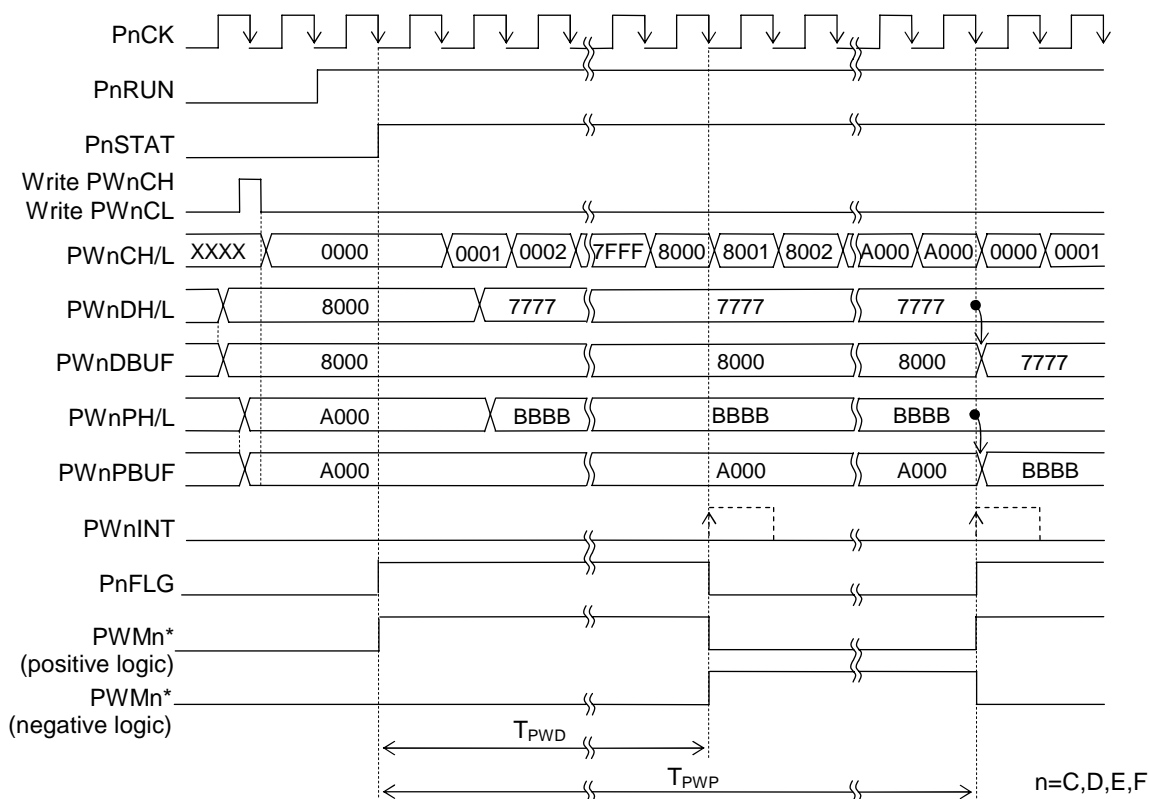 PnCK
PnRUN
PnSTAT
Write PWnCH
Write PWnCL
PWnCH/L XXXX 0000 0001 0002 7FFF 8000 8001 8002 A000 A000 0000 0001
PWnDH/L 8000 7777 7777 7777
PWnDBUF 8000 8000 8000 7777
PWnPH/L A000 BBBB BBBB BBBB
PWnPBUF A000 A000 A000 BBBB
PWnINT
PnFLG
PWMn*
(positive logic)
PWMn*
(negative logic)
TPWD
TPWP
n=C,D,E,F